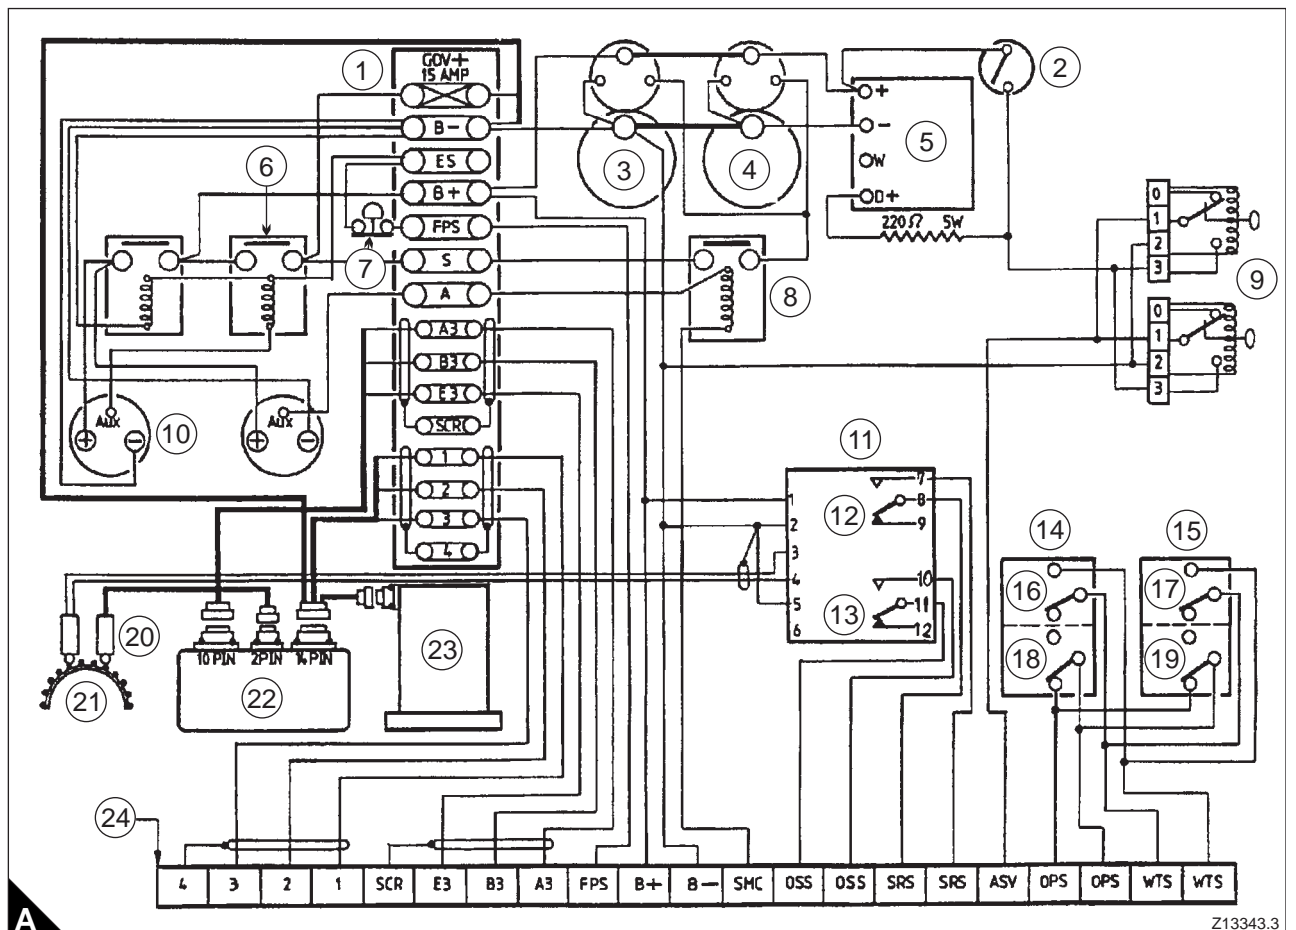 GOV+
15 AMP
1
2
B-
+
-
5
W
D+
3
4
ES
6
B+
220Ω 5W
FPS
7
S
8
A
0
1
2
3
9
0
1
2
3
A3
B3
E3
SCR
Aux
+
-
10
Aux
+
-
1
2
3
4
11
1
2
3
4
5
6
7
8
9
10
11
12
12
13
14
15
16
17
18
19
20
21
10 PIN
2PIN
14 PIN
22
23
24
4 3 2 1 SCR E3 B3 A3 FPS B+ B- SMC OSS OSS SRS SRS ASV OPS OPS WTS WTS
A
Z13343.3